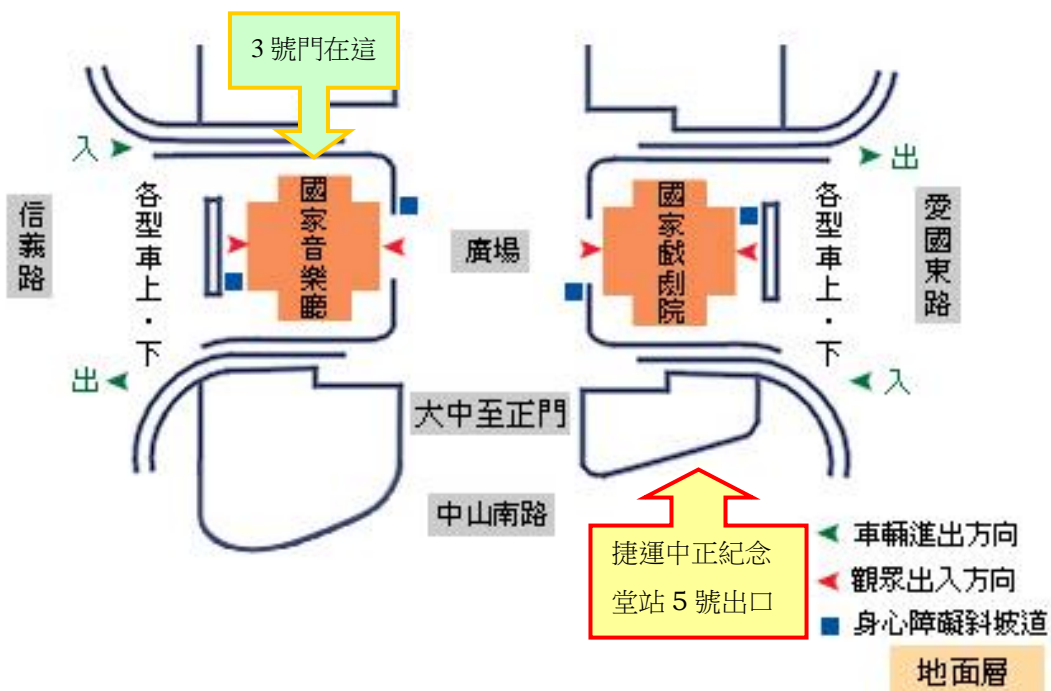 3 號門在這
入
出
信義路
各型車上・下
國家音樂廳
廣場
國家戲劇院
各型車上・下
愛國東路
出
入
大中至正門
中山南路
捷運中正紀念
堂站 5 號出口
車輛進出方向
觀眾出入方向
身心障礙斜坡道
地面層